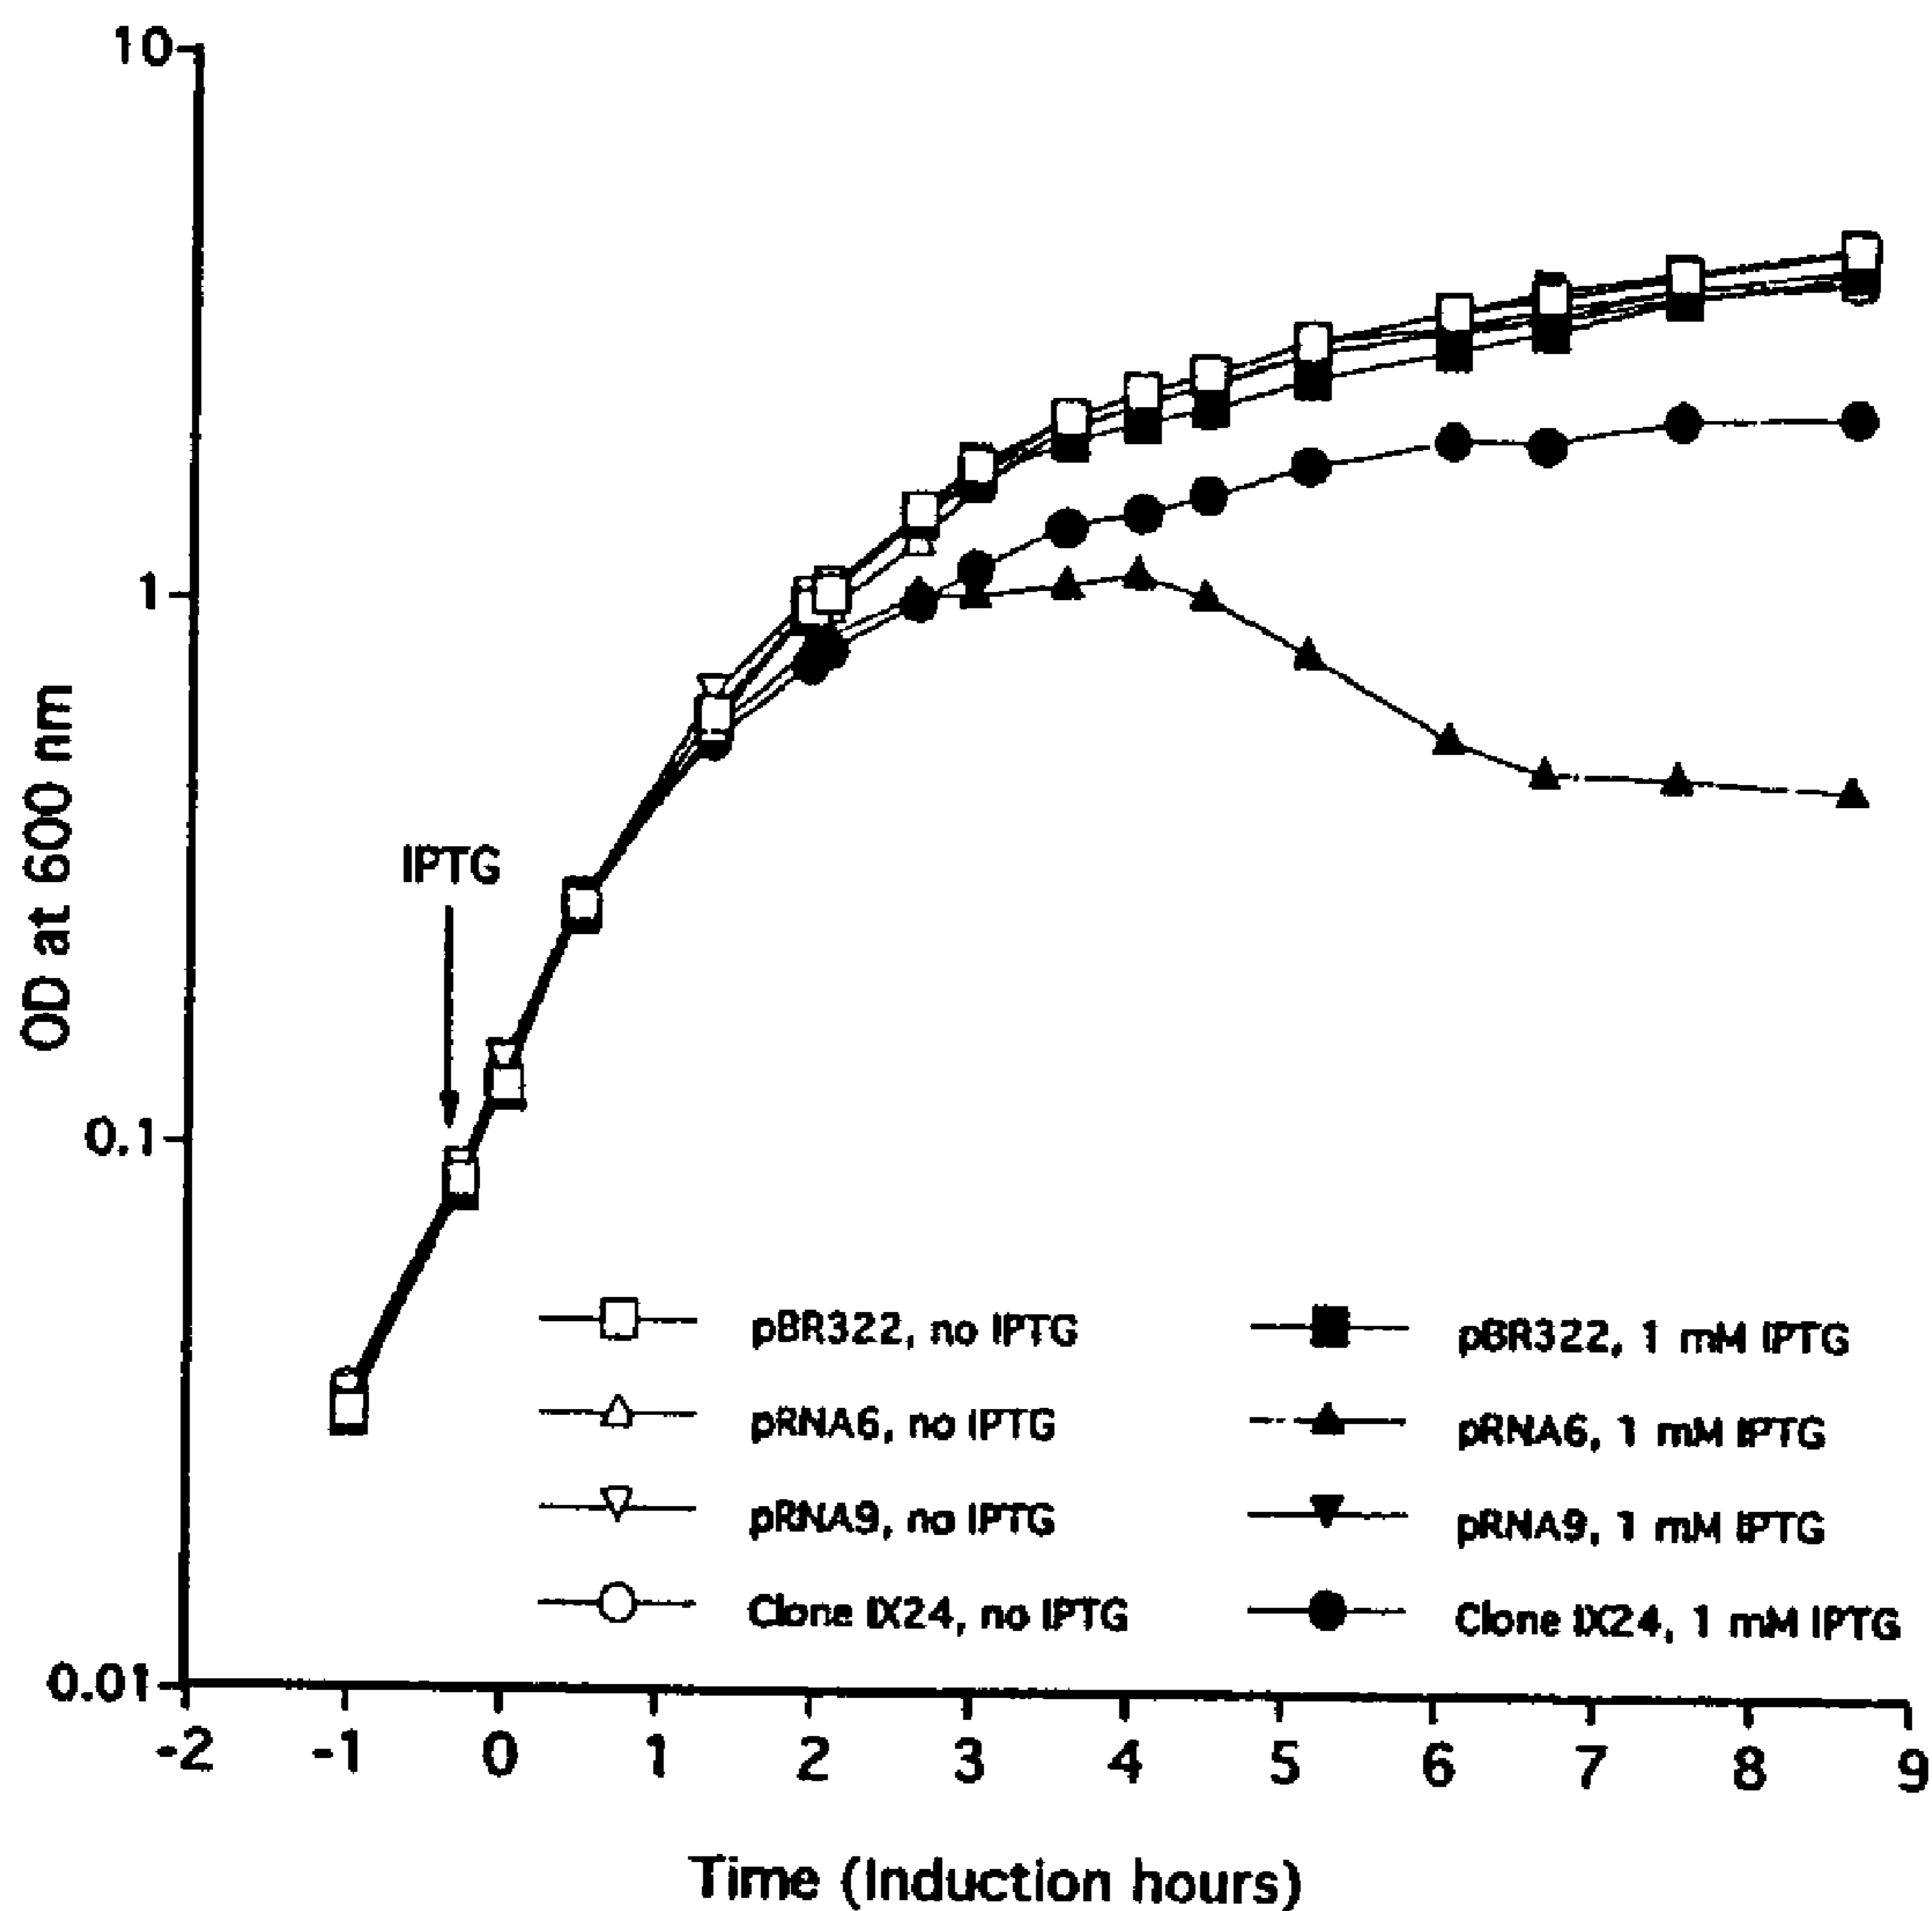 10
1
0.1
0.01
OD at 600 nm
IPTG
pBR322, no IPTG
pBR322, 1 mM IPTG
pRNA6, no IPTG
pRNA6, 1 mM IPTG
pRNA9, no IPTG
pRNA9, 1 mM IPTG
Clone IX24, no IPTG
Clone IX24, 1 mM IPTG
-2 -1 0 1 2 3 4 5 6 7 8 9
Time (Induction hours)